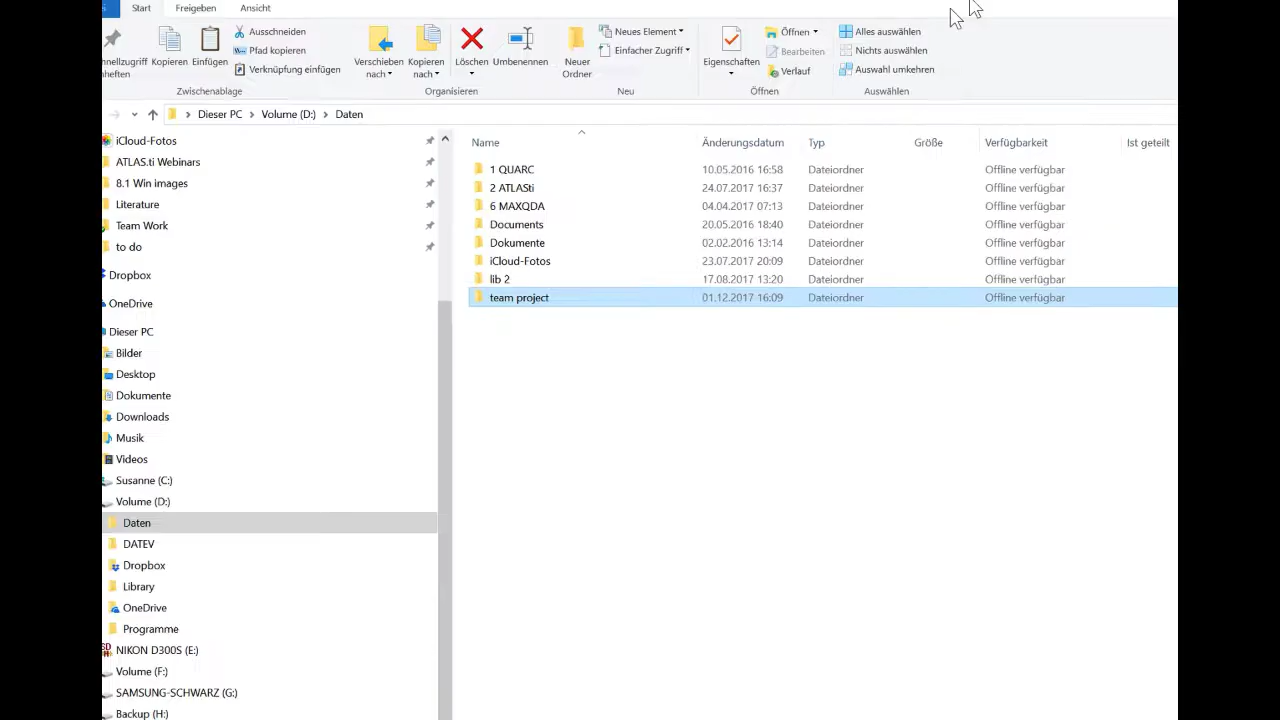 Start Freigeben Ansicht
Kopieren Einfügen Ausschneiden Pfad kopieren Verknüpfung einfügen
Verschieben nach Kopieren nach Löschen Umbenennen
Neuer Ordner Neues Element Einfacher Zugriff
Eigenschaften Öffnen Bearbeiten Verlauf
Alles auswählen Nichts auswählen Auswahl umkehren
Zwischenablage Organisieren Neu Öffnen Auswählen
Dieser PC Volume (D:) Daten
iCloud-Fotos
ATLAS.ti Webinars
8.1 Win images
Literature
Team Work
to do
Dropbox
OneDrive
Dieser PC
Bilder
Desktop
Dokumente
Downloads
Musik
Videos
Susanne (C:)
Volume (D:)
Daten
DATEV
Dropbox
Library
OneDrive
Programme
NIKON D300S (E:)
Volume (F:)
SAMSUNG-SCHWARZ (G:)
Backup (H:)
Name Änderungsdatum Typ Größe Verfügbarkeit Ist geteilt
1 QUARC 10.05.2016 16:58 Dateiordner Offline verfügbar
2 ATLASti 24.07.2017 16:37 Dateiordner Offline verfügbar
6 MAXQDA 04.04.2017 07:13 Dateiordner Offline verfügbar
Documents 20.05.2016 18:40 Dateiordner Offline verfügbar
Dokumente 02.02.2016 13:14 Dateiordner Offline verfügbar
iCloud-Fotos 23.07.2017 20:09 Dateiordner Offline verfügbar
lib 2 17.08.2017 13:20 Dateiordner Offline verfügbar
team project 01.12.2017 16:09 Dateiordner Offline verfügbar